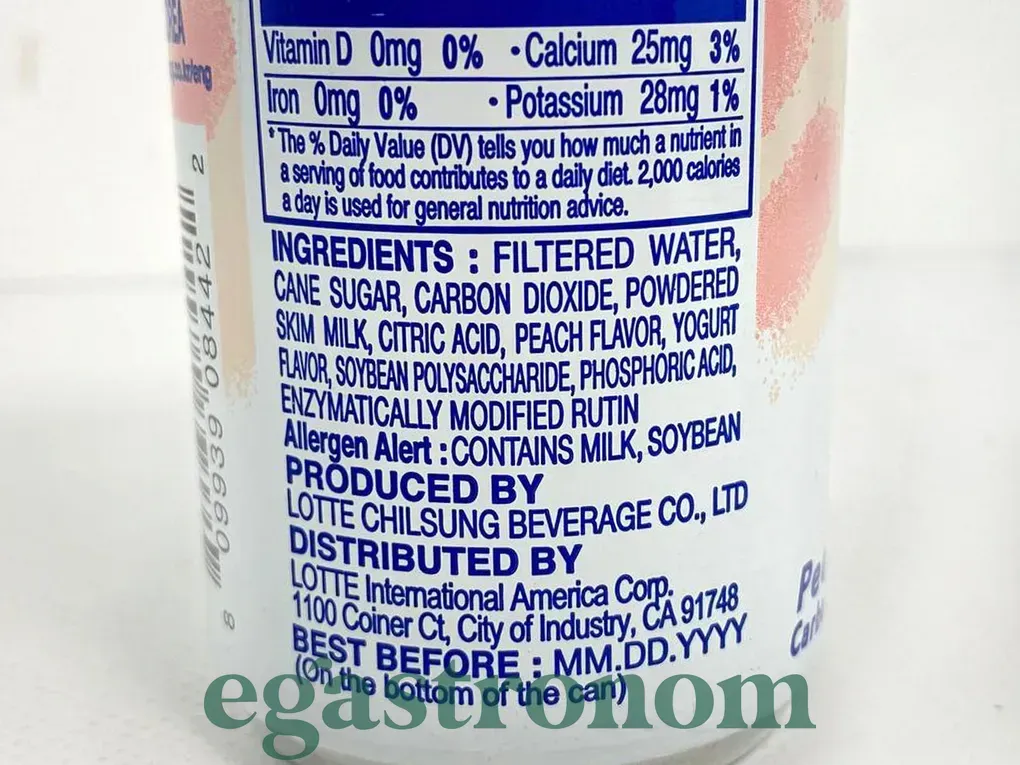 Vitamin D 0mg 0% • Calcium 25mg 3%
Iron 0mg 0% • Potassium 28mg 1%
* The % Daily Value (DV) tells you how much a nutrient in
a serving of food contributes to a daily diet. 2,000 calories
a day is used for general nutrition advice.
INGREDIENTS : FILTERED WATER,
CANE SUGAR, CARBON DIOXIDE, POWDERED
SKIM MILK, CITRIC ACID, PEACH FLAVOR, YOGURT
FLAVOR, SOYBEAN POLYSACCHARIDE, PHOSPHORIC ACID,
ENZYMATICALLY MODIFIED RUTIN
Allergen Alert : CONTAINS MILK, SOYBEAN
PRODUCED BY
LOTTE CHILSUNG BEVERAGE CO., LTD
DISTRIBUTED BY
LOTTE International America Corp.
1100 Coiner Ct, City of Industry, CA 91748
BEST BEFORE : MM.DD.YYYY
(On the bottom of the can)
8 09939 08442 2
egastronom